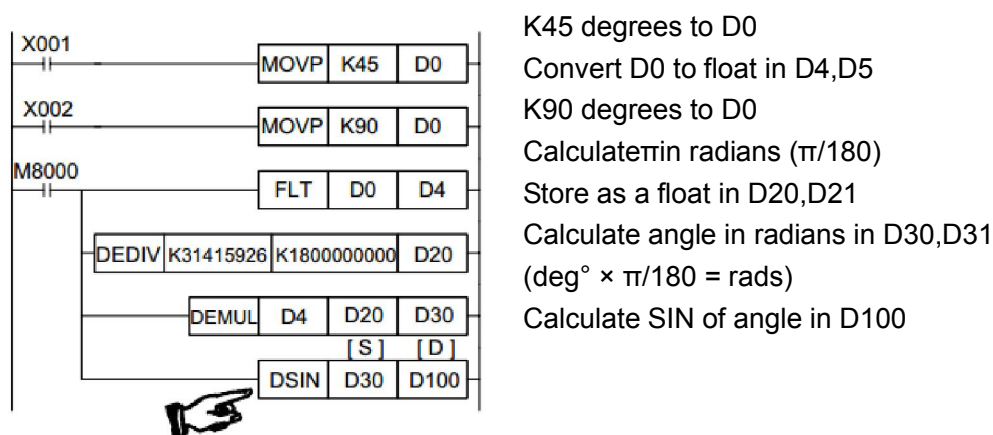 X001
MOVP K45 D0
X002
MOVP K90 D0
M8000
FLT D0 D4
DEDIV K31415926 K1800000000 D20
DEMUL D4 D20 D30
[ S ] [ D ]
DSIN D30 D100
K45 degrees to D0
Convert D0 to float in D4,D5
K90 degrees to D0
Calculateπin radians (π/180)
Store as a float in D20,D21
Calculate angle in radians in D30,D31
(deg° × π/180 = rads)
Calculate SIN of angle in D100